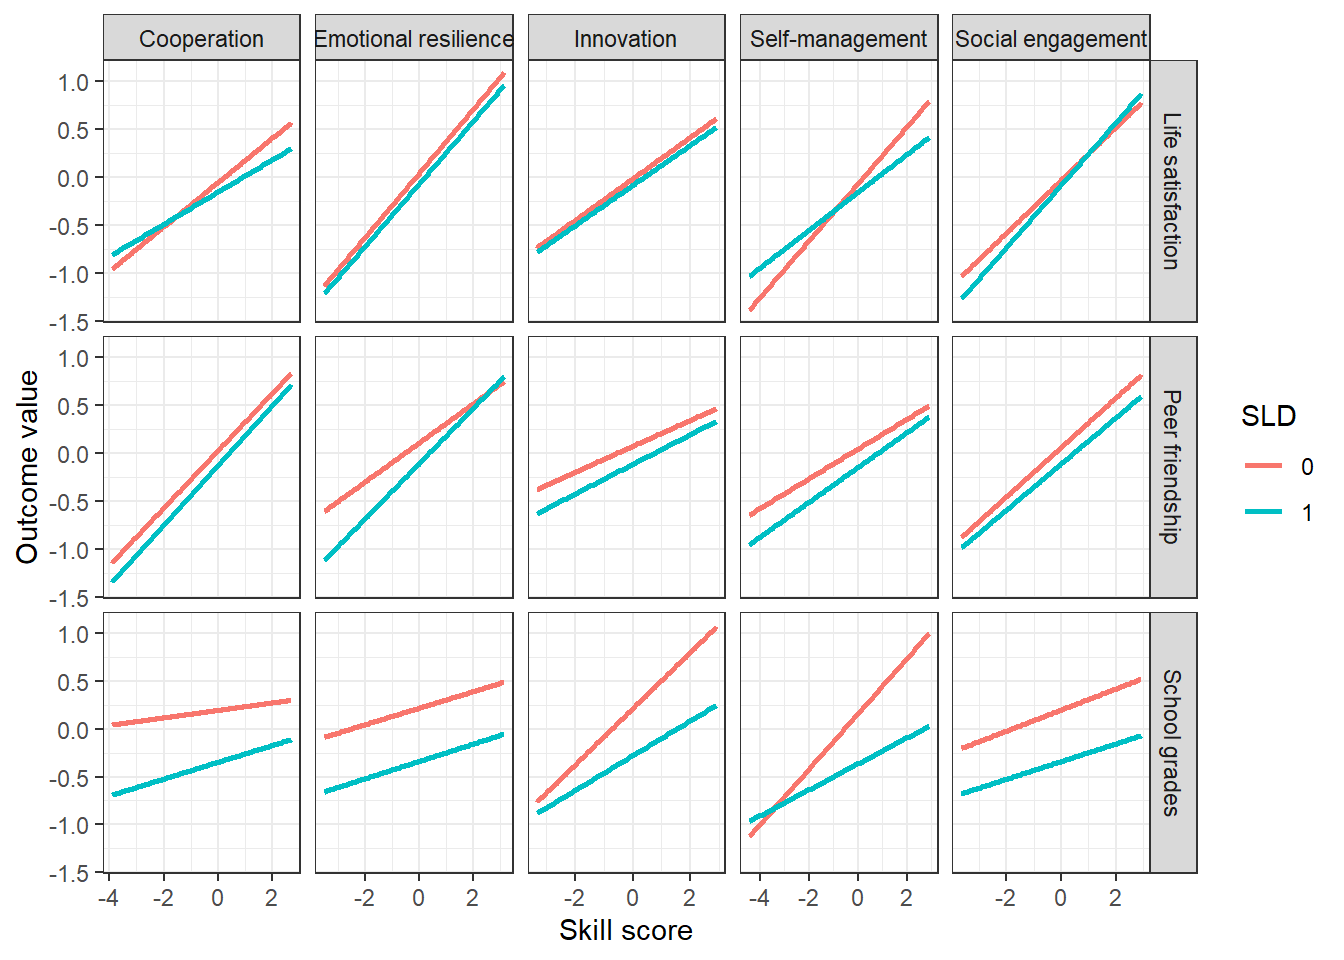 Cooperation
Emotional resilience
Innovation
Self-management
Social engagement
1.0
0.5
0.0
-0.5
-1.0
-1.5
Life satisfaction
1.0
0.5
0.0
-0.5
-1.0
-1.5
Peer friendship
1.0
0.5
0.0
-0.5
-1.0
-1.5
School grades
Outcome value
-4 -2 0 2
-2 0 2
-2 0 2
-4 -2 0 2
-2 0 2
Skill score
SLD
0
1